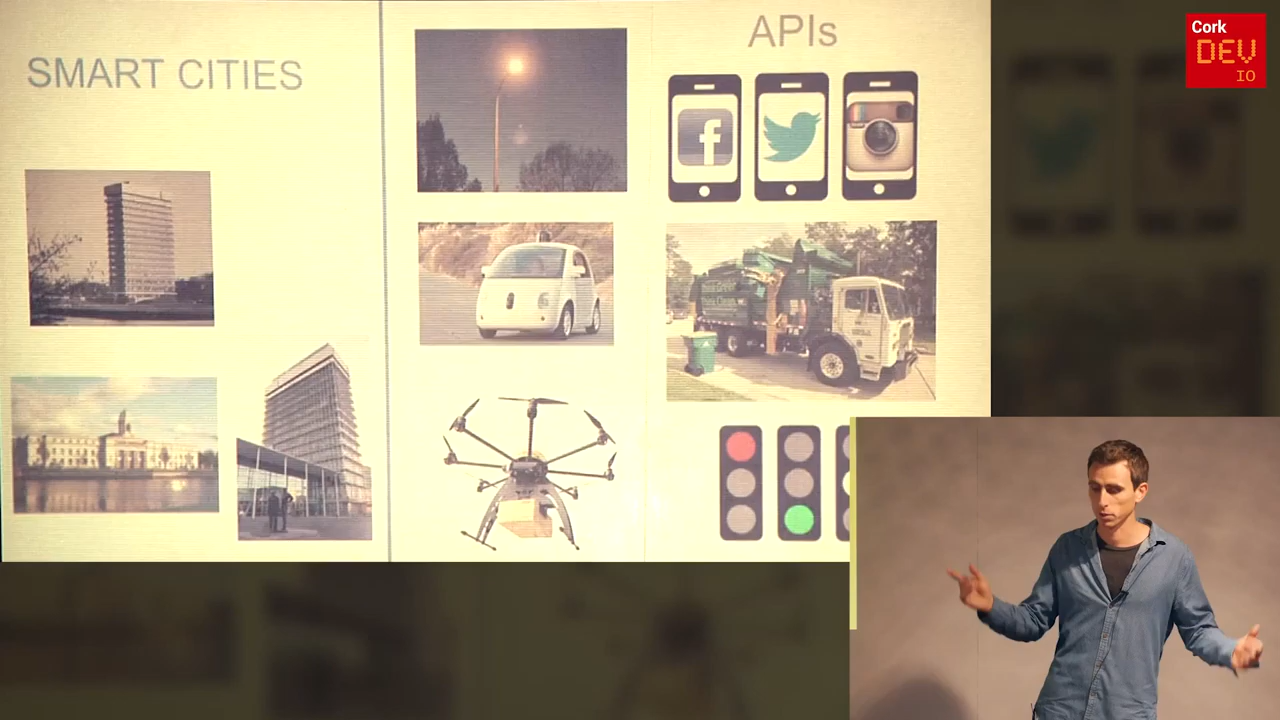 SMART CITIES
APIs
Cork
DEV
IO
f